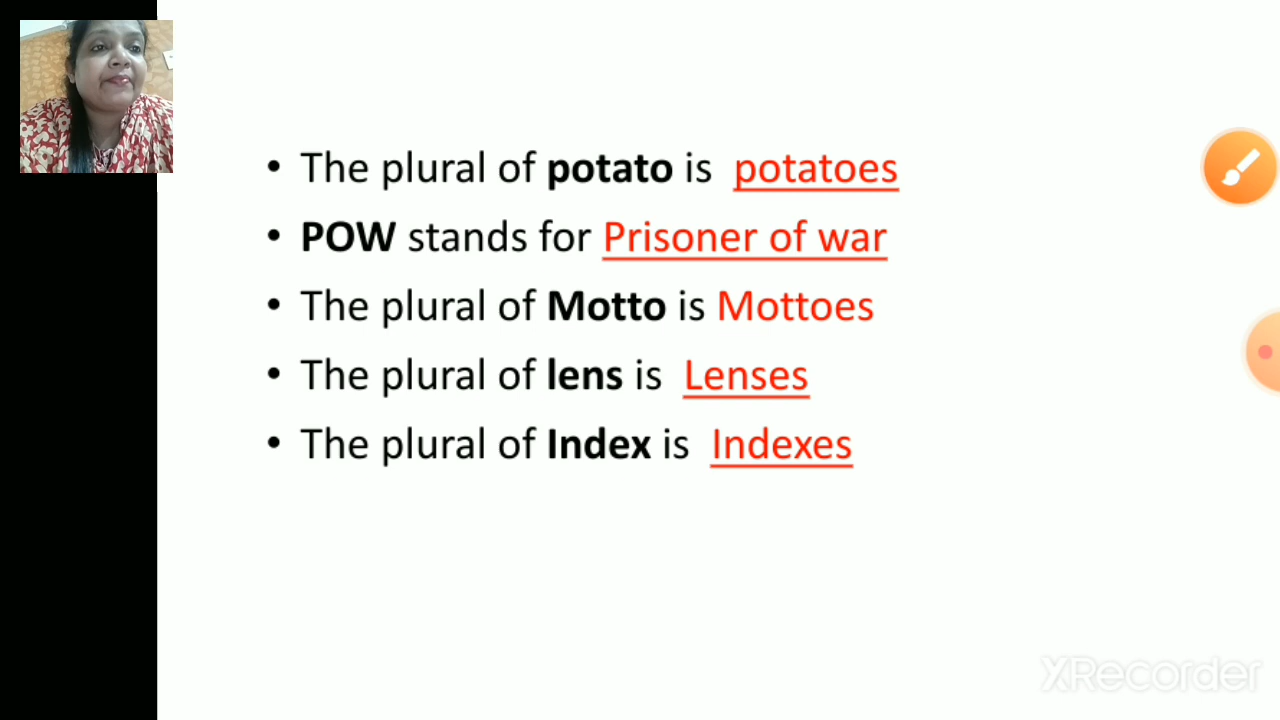 • The plural of potato is potatoes
• POW stands for Prisoner of war
• The plural of Motto is Mottoes
• The plural of lens is Lenses
• The plural of Index is Indexes
XRecorder